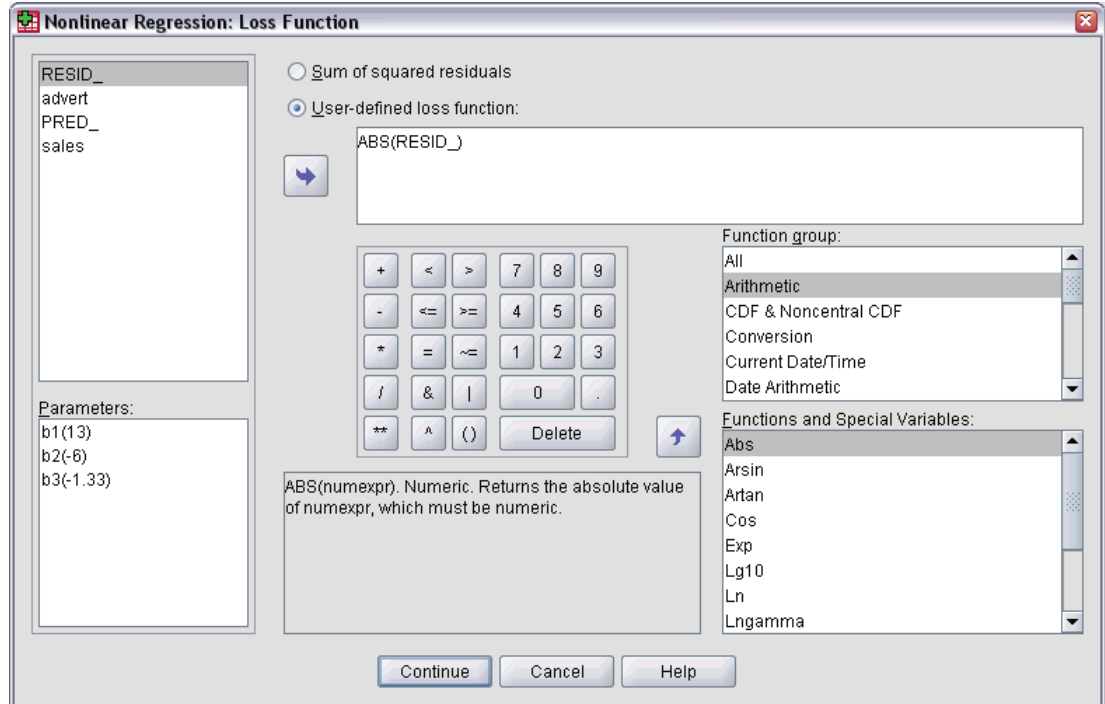 Nonlinear Regression: Loss Function
RESID_
advert
PRED_
sales
Parameters:
b1(13)
b2(-6)
b3(-1.33)
Sum of squared residuals
User-defined loss function:
ABS(RESID_)
+ < > 7 8 9
- <= >= 4 5 6
* = ~= 1 2 3
/ & | 0 .
** ^ () Delete
ABS(numexpr). Numeric. Returns the absolute value
of numexpr, which must be numeric.
Function group:
All
Arithmetic
CDF & Noncentral CDF
Conversion
Current Date/Time
Date Arithmetic
Functions and Special Variables:
Abs
Arsin
Artan
Cos
Exp
Lg10
Ln
Lngamma
Continue Cancel Help